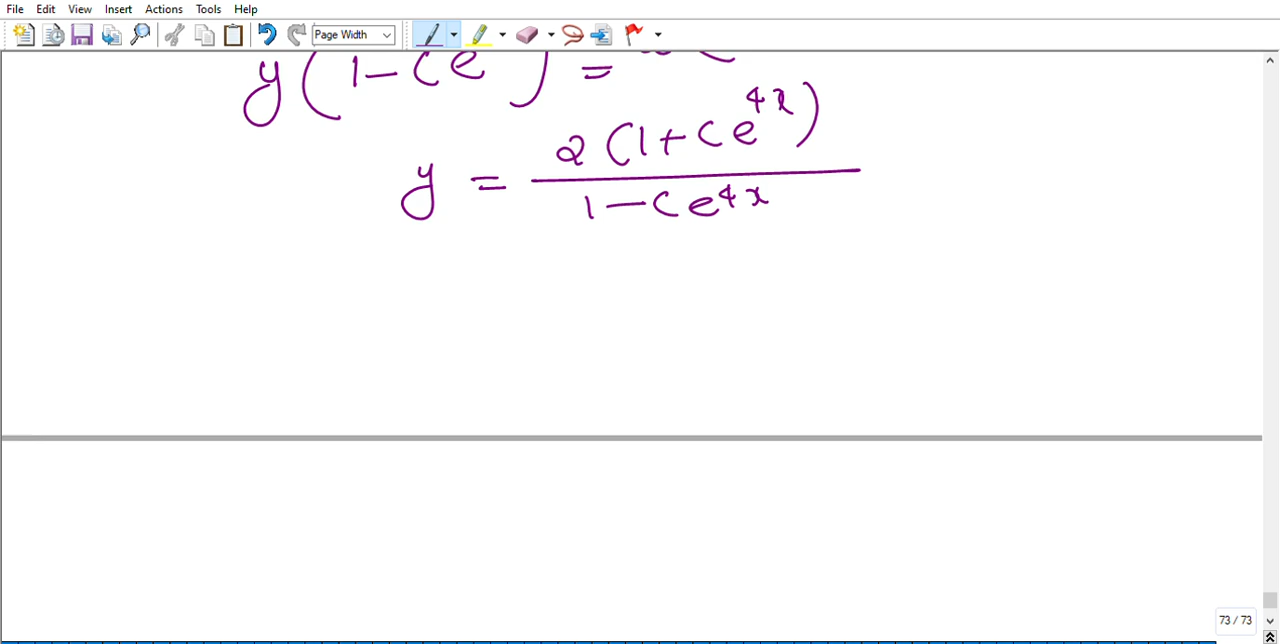 File Edit View Insert Actions Tools Help
Page Width
y(1-Ce ) =
y = 2(1+Ce^{4x}) / 1-Ce^{4x}
73 / 73